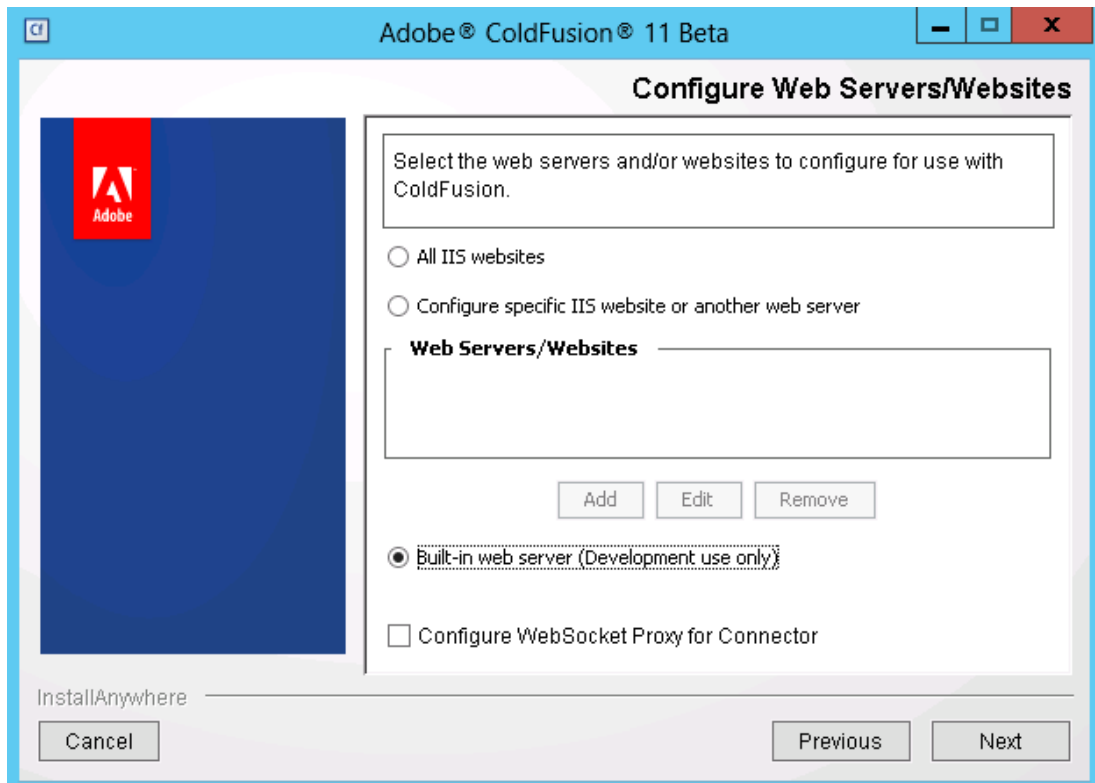 Cf
Adobe® ColdFusion® 11 Beta
X
Configure Web Servers/Websites
Adobe
Select the web servers and/or websites to configure for use with
ColdFusion.
All IIS websites
Configure specific IIS website or another web server
Web Servers/Websites
Add Edit Remove
Built-in web server (Development use only)
Configure WebSocket Proxy for Connector
InstallAnywhere
Cancel Previous Next